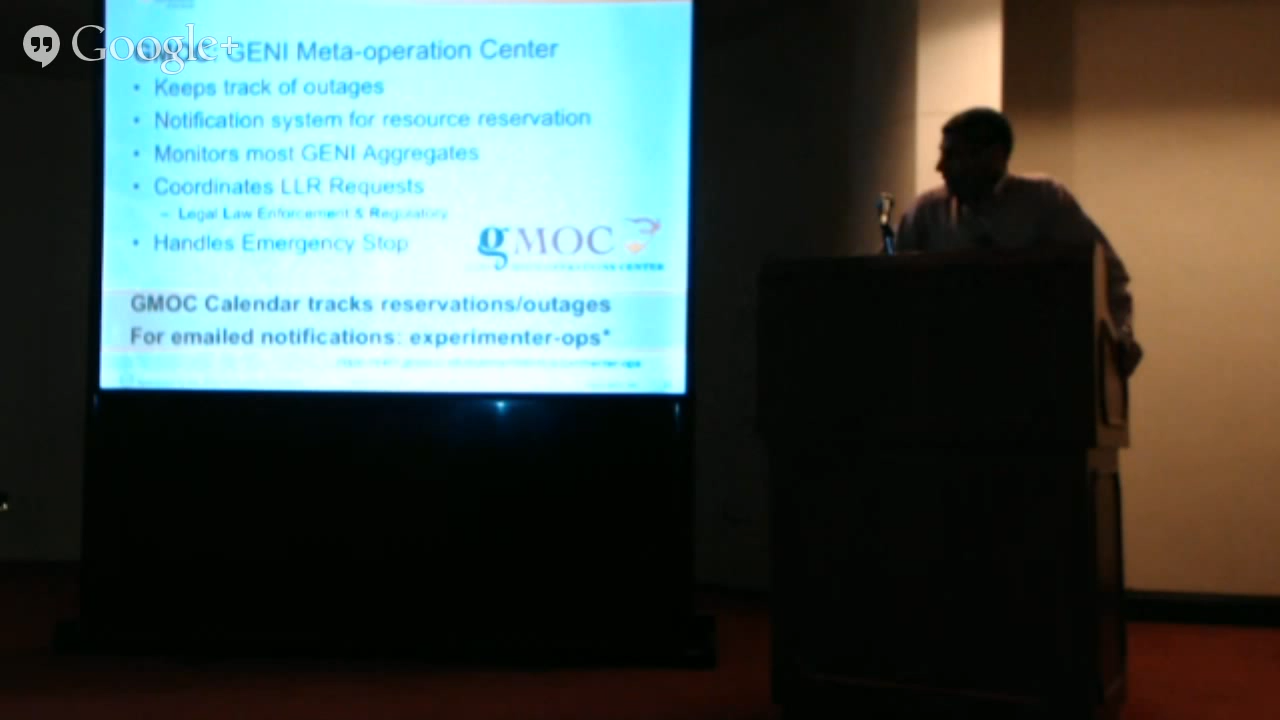 Google+
GENI Meta-operation Center
• Keeps track of outages
• Notification system for resource reservation
• Monitors most GENI Aggregates
• Coordinates LLR Requests
– Legal Law Enforcement & Regulatory
• Handles Emergency Stop
gMOC
GMOC Calendar tracks reservations/outages
For emailed notifications: experimenter-ops*